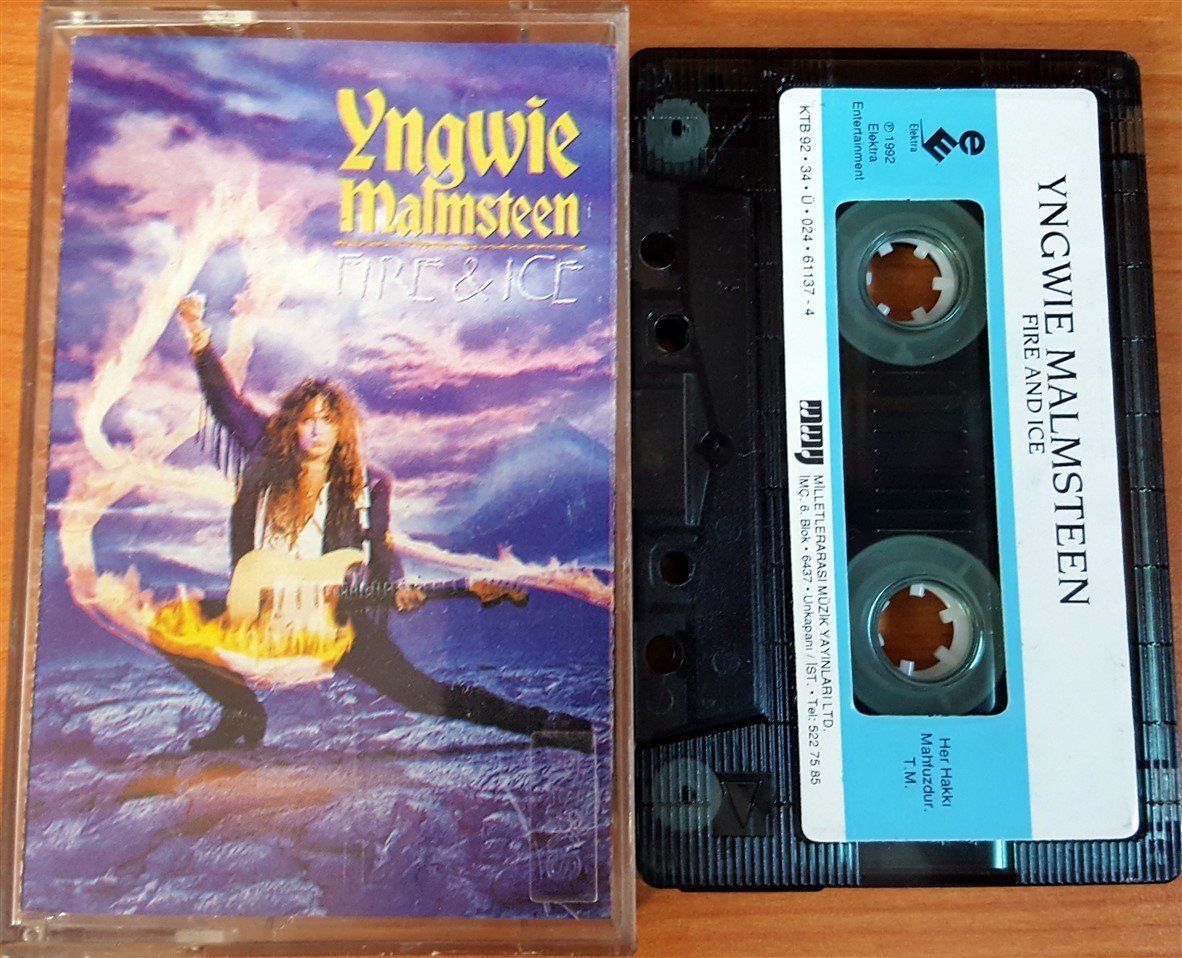 Yngwie
Malmsteen
FIRE & ICE
YNGWIE MALMSTEEN
FIRE AND ICE
e
E
Elektra
℗ 1992
Elektra
Entertainment
Her Hakkı
Mahfuzdur.
T.M.
KTB 92 • 34 • Ü • 024 • 61137 - 4
MİLLETLERARASI MÜZİK YAYINLARI LTD.
İMÇ. 6. Blok • 6437 • Unkapanı / İST. • Tel: 522 75 85